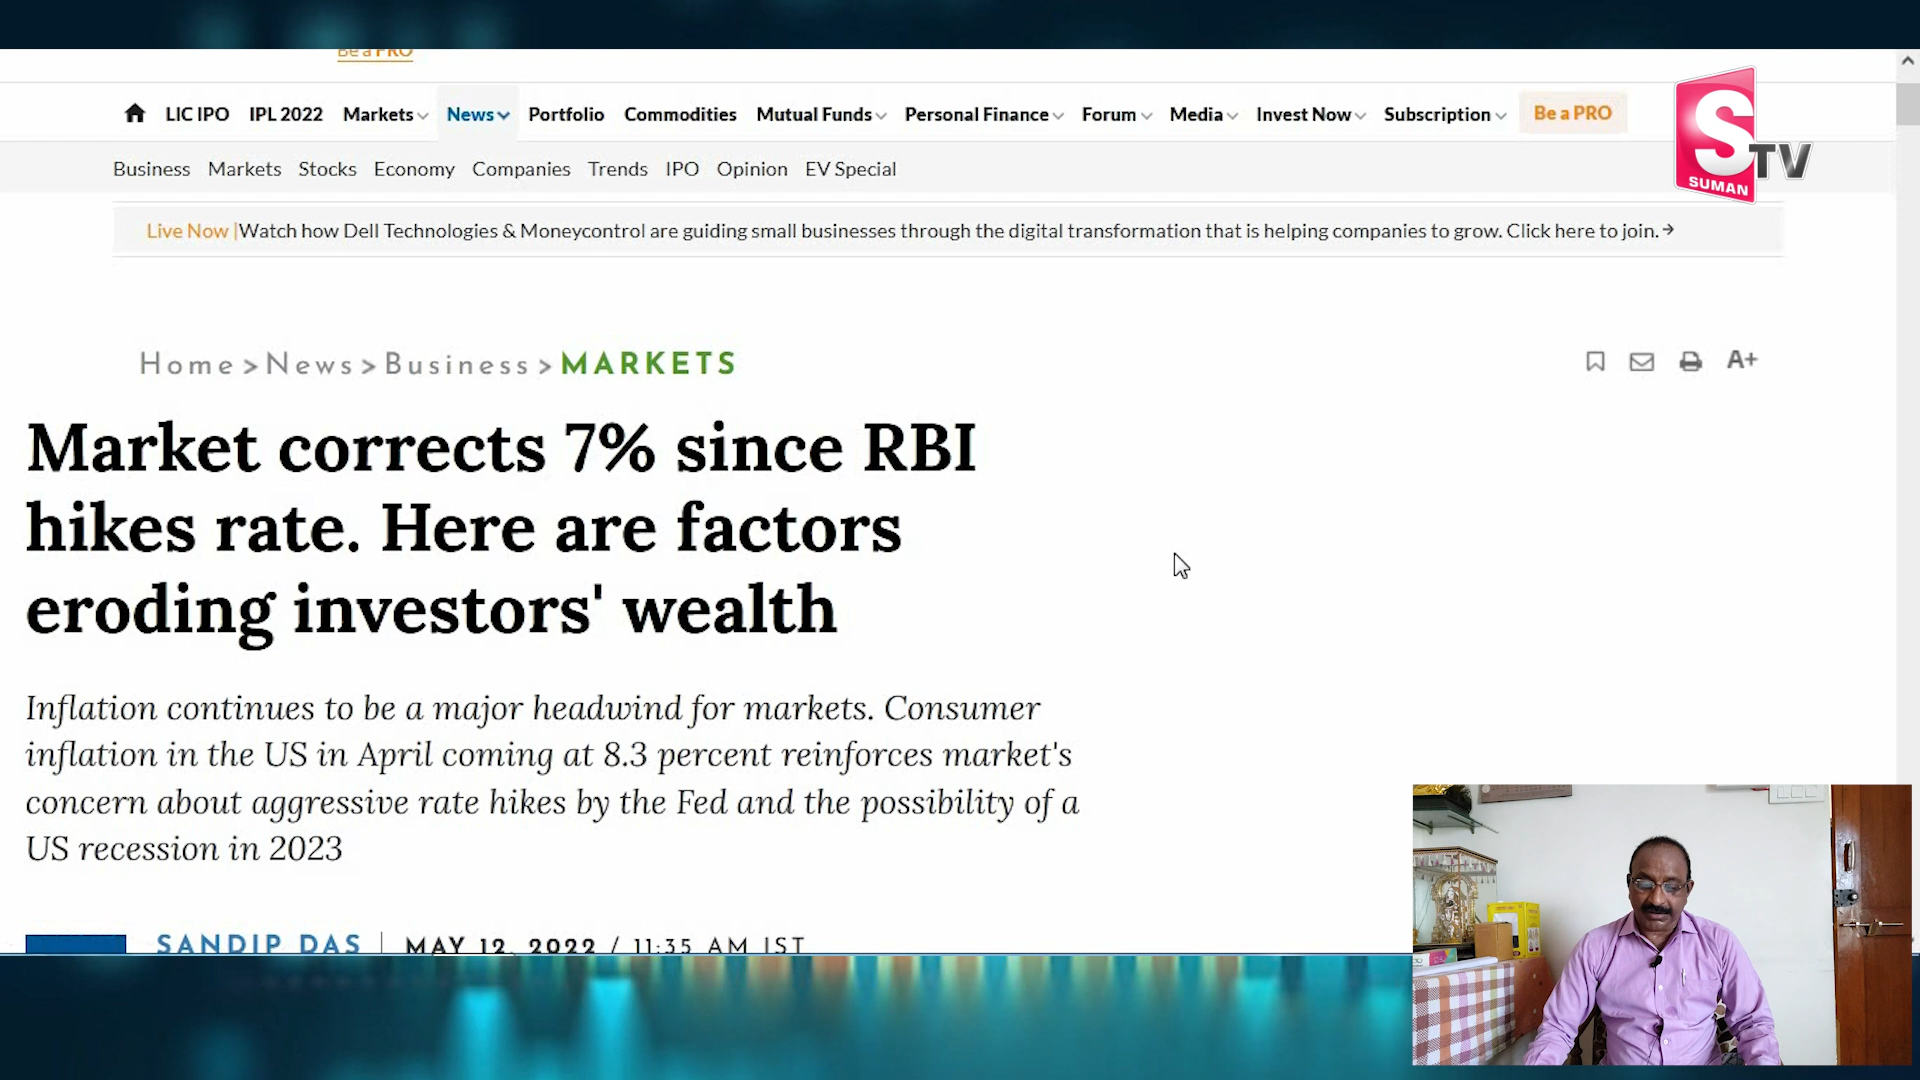 Be a PRO
LIC IPO IPL 2022 Markets News Portfolio Commodities Mutual Funds Personal Finance Forum Media Invest Now Subscription Be a PRO
S TV
SUMAN
Business Markets Stocks Economy Companies Trends IPO Opinion EV Special
Live Now |Watch how Dell Technologies & Moneycontrol are guiding small businesses through the digital transformation that is helping companies to grow. Click here to join.
Home > News > Business > MARKETS
A+
Market corrects 7% since RBI
hikes rate. Here are factors
eroding investors' wealth
Inflation continues to be a major headwind for markets. Consumer
inflation in the US in April coming at 8.3 percent reinforces market's
concern about aggressive rate hikes by the Fed and the possibility of a
US recession in 2023
SANDIP DAS | MAY 12, 2022 / 11:35 AM IST